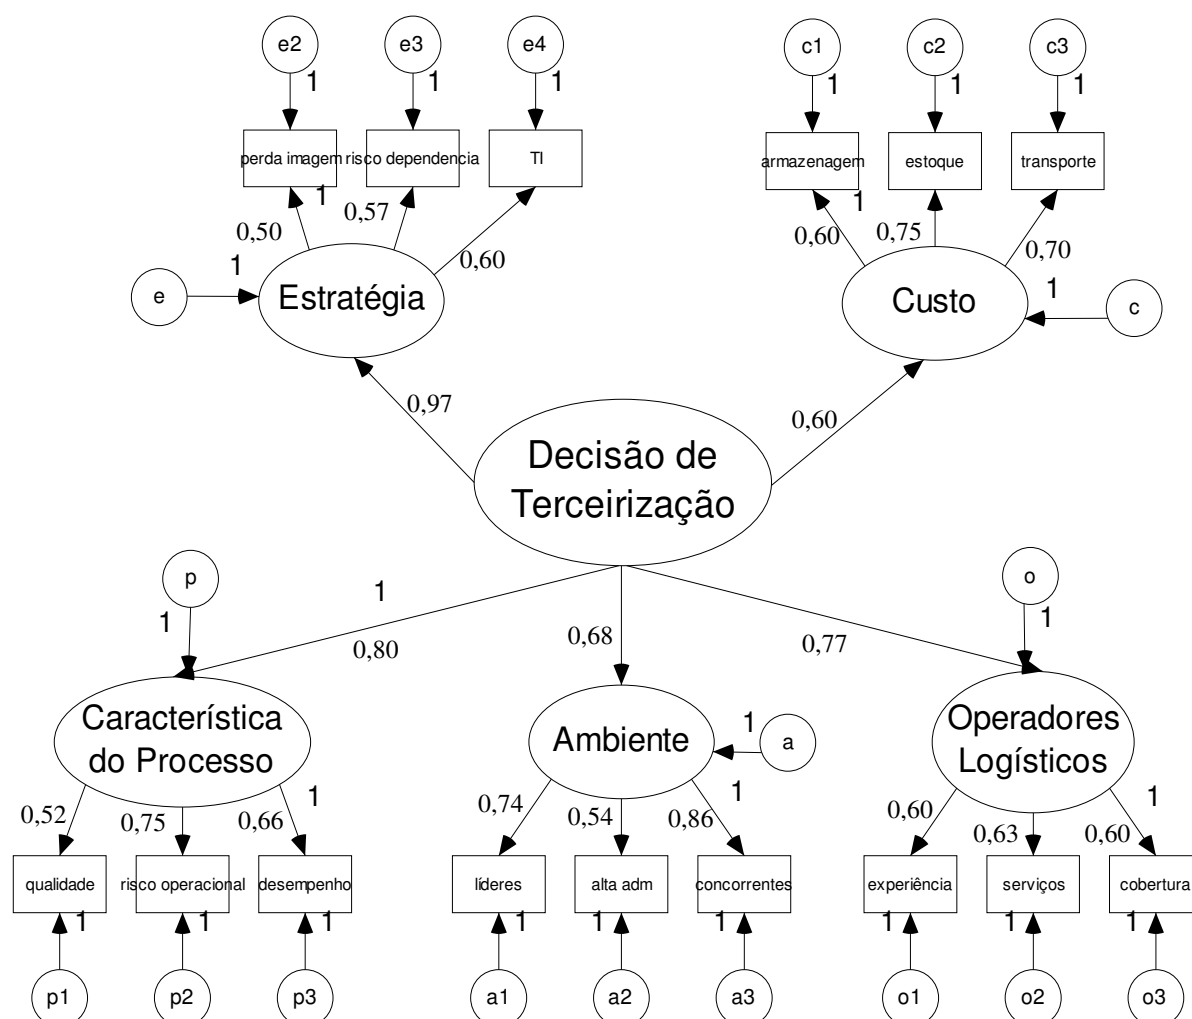 e2
e3
e4
c1
c2
c3
1
1
1
1
1
1
perda imagem
risco dependencia
TI
armazenagem
estoque
transporte
1
1
0,50
0,57
0,60
0,60
0,75
0,70
e
1
Estratégia
Custo
1
c
0,97
0,60
Decisão de
Terceirização
p
1
o
1
1
0,80
0,68
0,77
1
Característica
do Processo
Ambiente
1
a
Operadores
Logísticos
0,52
0,75
0,66
1
0,74
0,54
0,86
1
0,60
0,63
0,60
1
qualidade
risco operacional
desempenho
líderes
alta adm
concorrentes
experiência
serviços
cobertura
1
1
1
1
1
1
1
1
1
p1
p2
p3
a1
a2
a3
o1
o2
o3